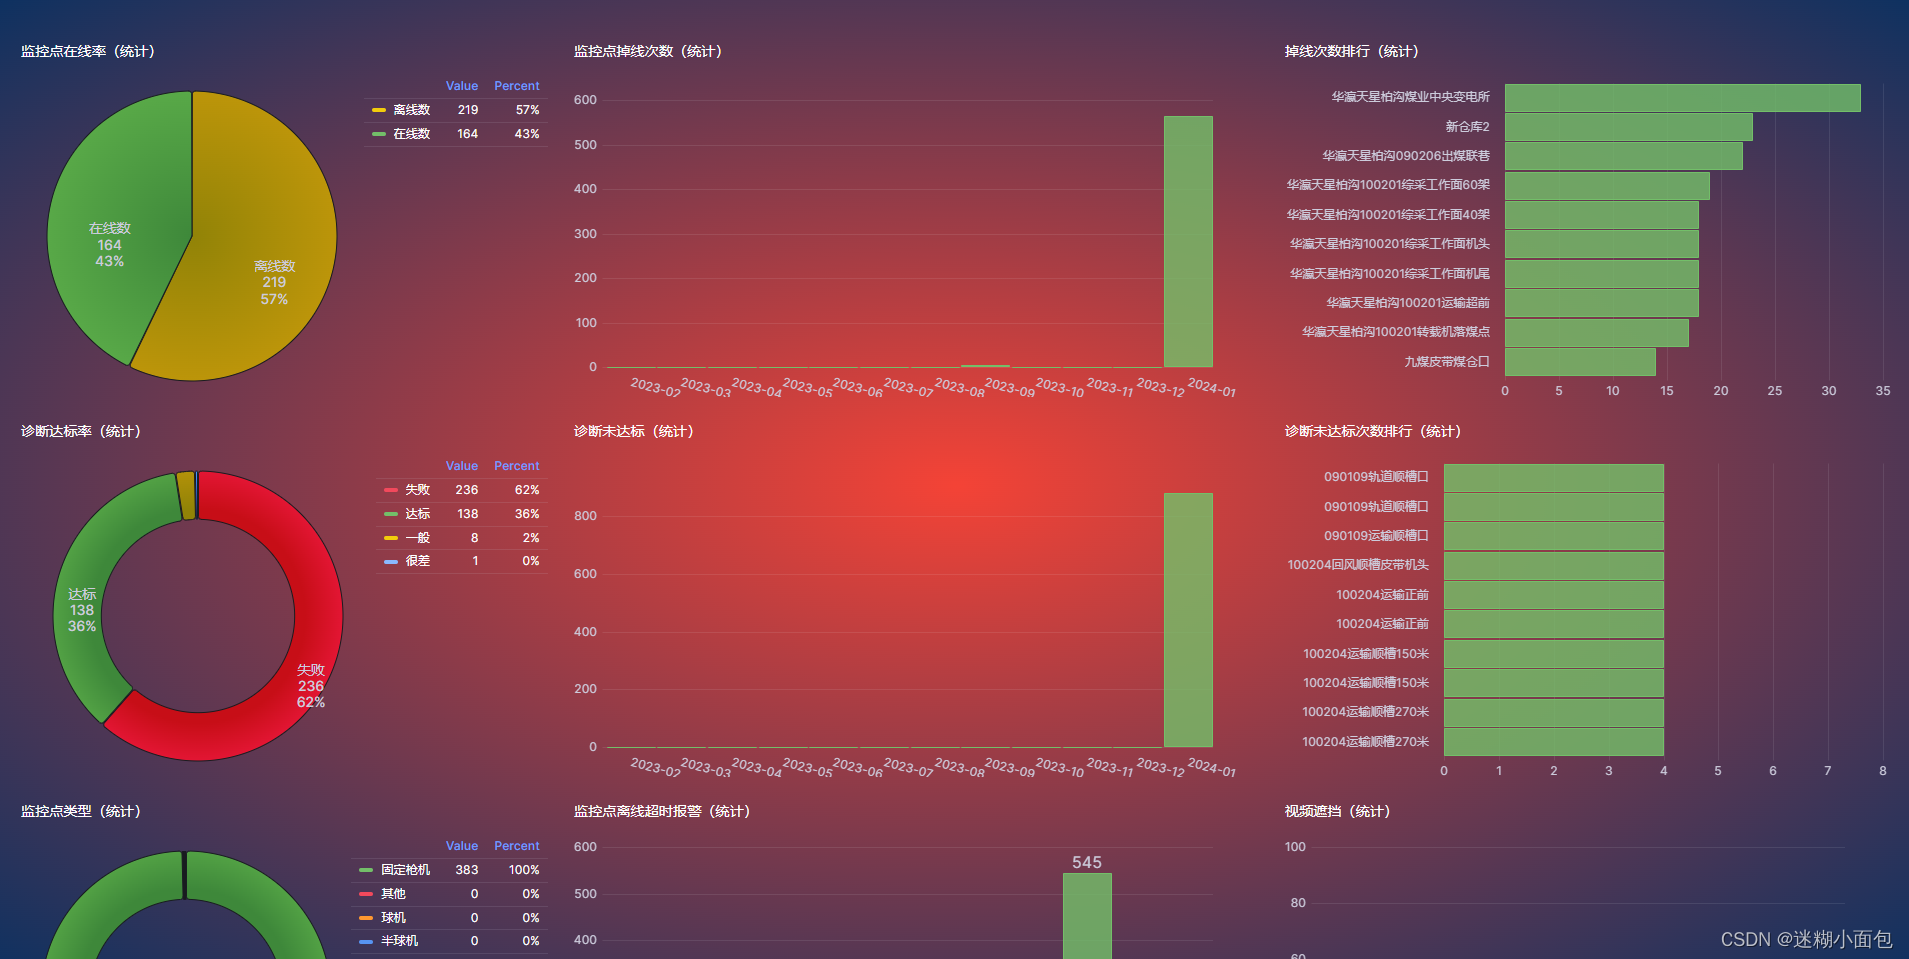 监控点在线率（统计）
Value Percent
离线数 219 57%
在线数 164 43%
在线数
164
43%
离线数
219
57%
监控点掉线次数（统计）
600
500
400
300
200
100
0
2023-02 2023-03 2023-04 2023-05 2023-06 2023-07 2023-08 2023-09 2023-10 2023-11 2023-12 2024-01
掉线次数排行（统计）
华瀛天星柏沟煤业中央变电所
新仓库2
华瀛天星柏沟090206出煤联巷
华瀛天星柏沟100201综采工作面60架
华瀛天星柏沟100201综采工作面40架
华瀛天星柏沟100201综采工作面机头
华瀛天星柏沟100201综采工作面机尾
华瀛天星柏沟100201运输超前
华瀛天星柏沟100201转载机落煤点
九煤皮带煤仓口
0 5 10 15 20 25 30 35
诊断达标率（统计）
Value Percent
失败 236 62%
达标 138 36%
一般 8 2%
很差 1 0%
达标
138
36%
失败
236
62%
诊断未达标（统计）
800
600
400
200
0
2023-02 2023-03 2023-04 2023-05 2023-06 2023-07 2023-08 2023-09 2023-10 2023-11 2023-12 2024-01
诊断未达标次数排行（统计）
090109轨道顺槽口
090109轨道顺槽口
090109运输顺槽口
100204回风顺槽皮带机头
100204运输正前
100204运输正前
100204运输顺槽150米
100204运输顺槽150米
100204运输顺槽270米
100204运输顺槽270米
0 1 2 3 4 5 6 7 8
监控点类型（统计）
Value Percent
固定枪机 383 100%
其他 0 0%
球机 0 0%
半球机 0 0%
监控点离线超时报警（统计）
600
545
500
400
视频遮挡（统计）
100
80
60
CSDN @迷糊小面包